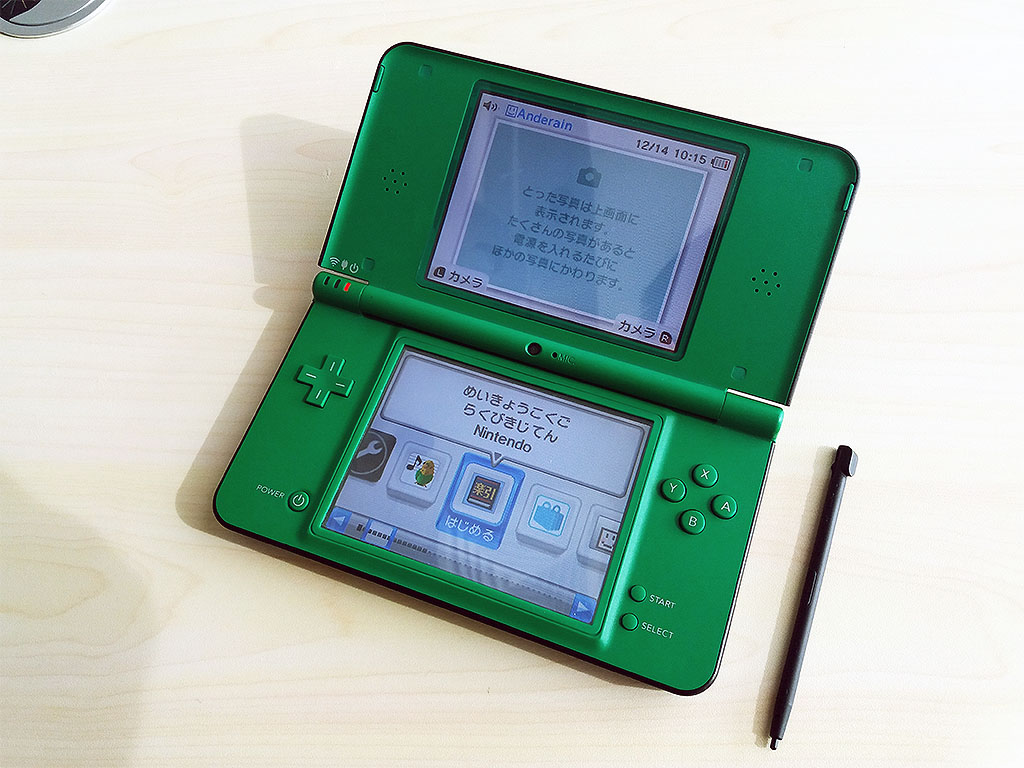 Anderain
12/14 10:15
とった写真は上画面に
表示されます。
たくさんの写真があると
電源を入れるたびに
ほかの写真にかわります。
L カメラ
カメラ R
MIC
めいきょうこくご
らくびきじてん
Nintendo
楽引
はじめる
POWER
X
Y
A
B
START
SELECT